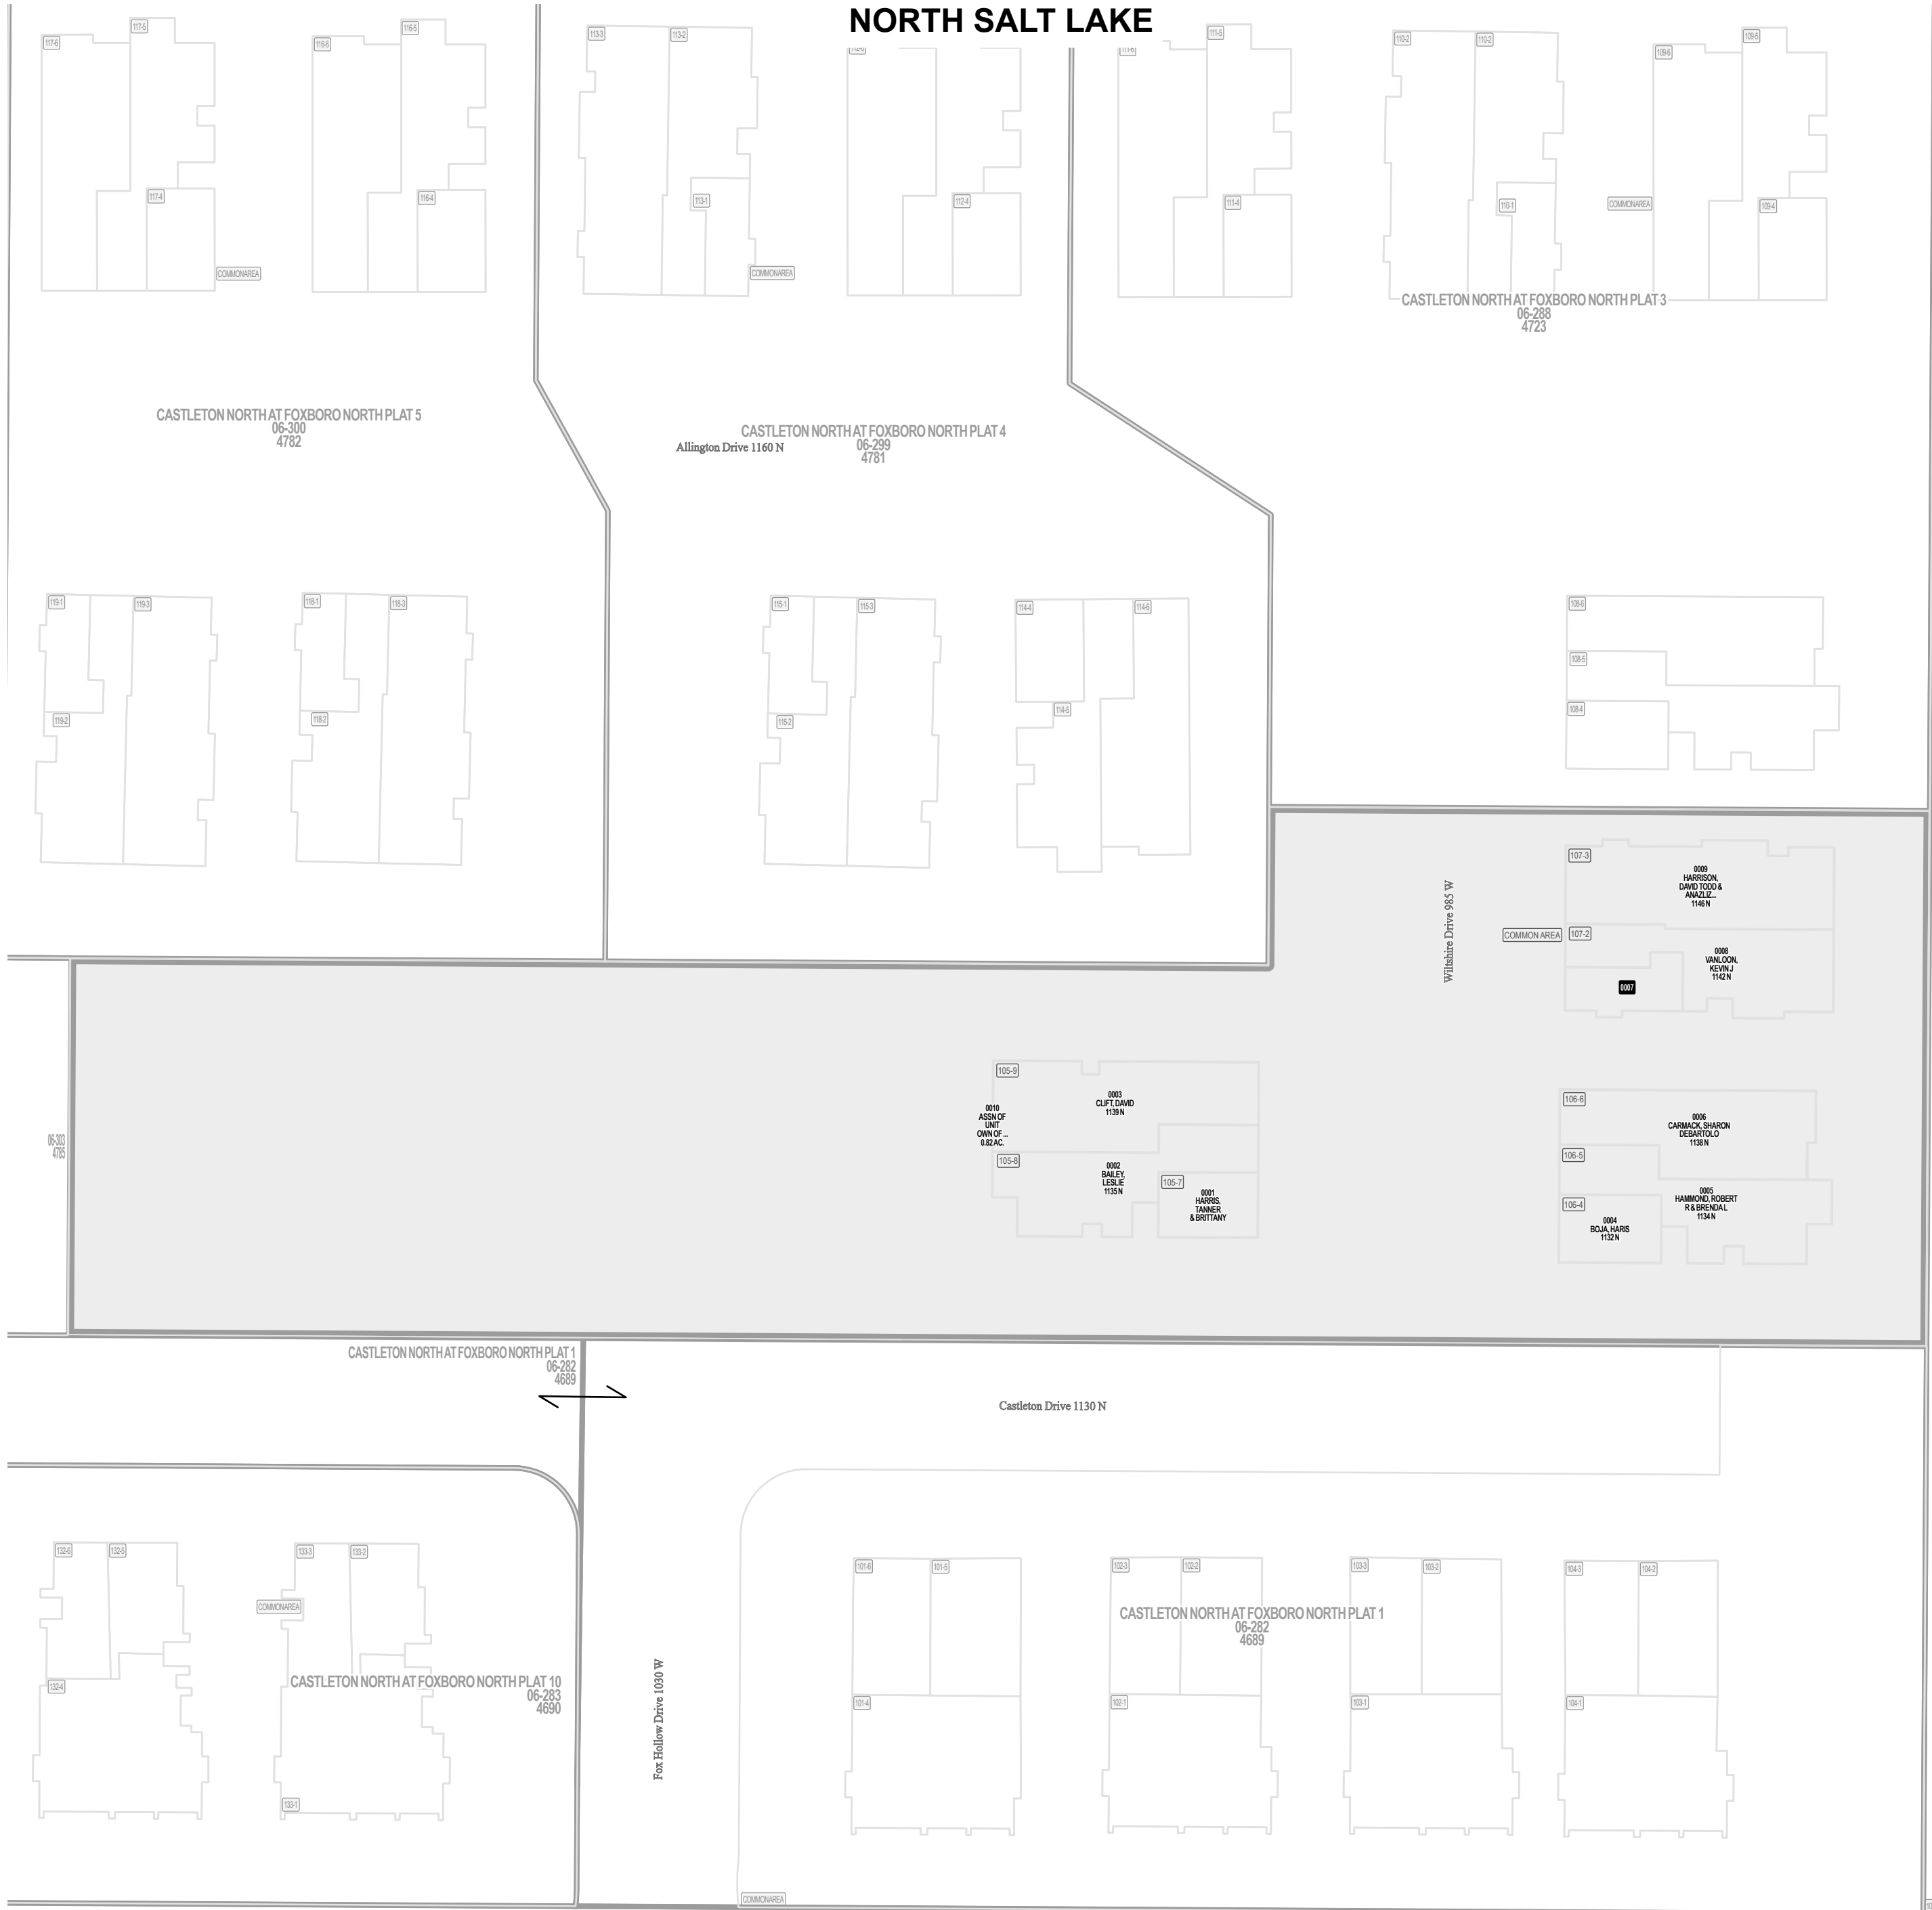 NORTH SALT LAKE
117-6
117-5
116-6
116-5
113-3
113-2
111-5
110-2
110-2
109-6
109-5
117-4
116-4
113-1
112-4
111-4
110-1
COMMONAREA
109-4
COMMONAREA
COMMONAREA
CASTLETON NORTH AT FOXBORO NORTH PLAT 3
06-288
4723
CASTLETON NORTH AT FOXBORO NORTH PLAT 5
06-300
4782
CASTLETON NORTH AT FOXBORO NORTH PLAT 4
06-299
4781
Allington Drive 1160 N
119-1
119-3
118-1
118-3
115-1
115-3
114-4
114-6
108-6
108-5
108-4
119-2
118-2
115-2
114-5
107-3
0009
HARRISON,
DAVID TODD &
ANAZLIZ...
1146 N
Wiltshire Drive 985 W
COMMON AREA
107-2
0008
VANLOON,
KEVIN J
1142 N
0007
105-9
0003
CLIFT, DAVID
1139 N
0010
ASSN OF
UNIT
OWN OF ...
0.82 AC.
105-8
0002
BAILEY,
LESLIE
1135 N
105-7
0001
HARRIS,
TANNER
& BRITTANY
106-6
0006
CARMACK, SHARON
DEBARTOLO
1138 N
106-5
0005
HAMMOND, ROBERT
R & BRENDA L
1134 N
106-4
0004
BOJA, HARIS
1132 N
06-303
4785
CASTLETON NORTH AT FOXBORO NORTH PLAT 1
06-282
4689
Castleton Drive 1130 N
132-6
132-5
133-3
133-2
101-6
101-5
102-3
102-2
103-3
103-2
104-3
104-2
COMMONAREA
CASTLETON NORTH AT FOXBORO NORTH PLAT 1
06-282
4689
132-4
CASTLETON NORTH AT FOXBORO NORTH PLAT 10
06-283
4690
Fox Hollow Drive 1030 W
101-4
102-1
103-1
104-1
133-1
COMMONAREA